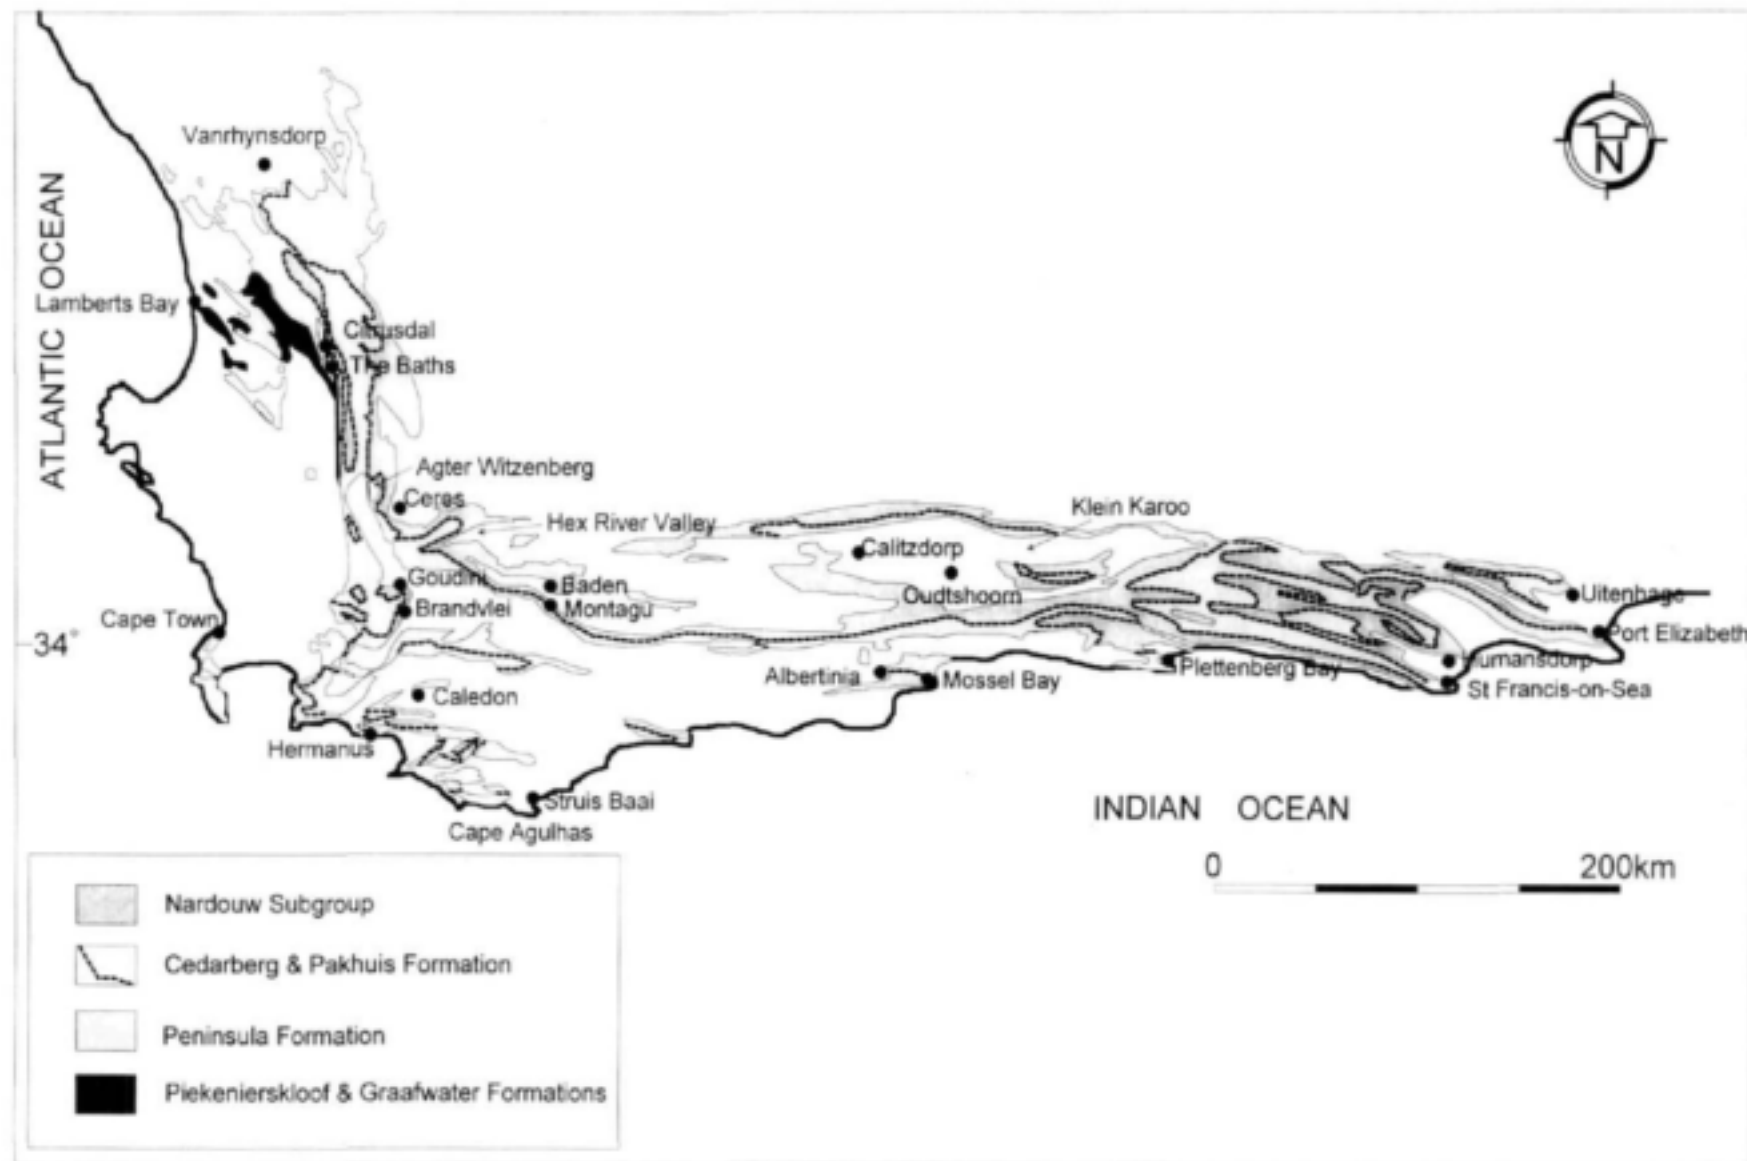 N
Vanrhynsdorp
ATLANTIC OCEAN
Lamberts Bay
Citrusdal
The Baths
Agter Witzenberg
Ceres
Hex River Valley
Klein Karoo
Calitzdorp
Goudini
Baden
Oudtshoorn
Uitenhage
Brandvlei
Montagu
Cape Town
Port Elizabeth
34°
Humansdorp
Albertinia
Mossel Bay
Plettenberg Bay
St Francis-on-Sea
Caledon
Hermanus
Struis Baai
Cape Agulhas
INDIAN OCEAN
0 200km
Nardouw Subgroup
Cedarberg & Pakhuis Formation
Peninsula Formation
Piekenierskloof & Graafwater Formations